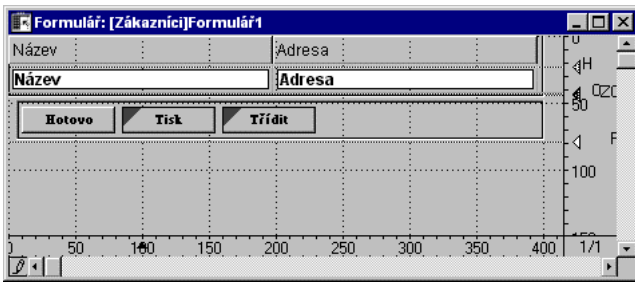 Formulář: [Zákazníci]Formulář1
Název Adresa
0
H
Název Adresa
50
Hotovo Tisk Třídit
100
50 100 150 200 250 300 350 400 1/1